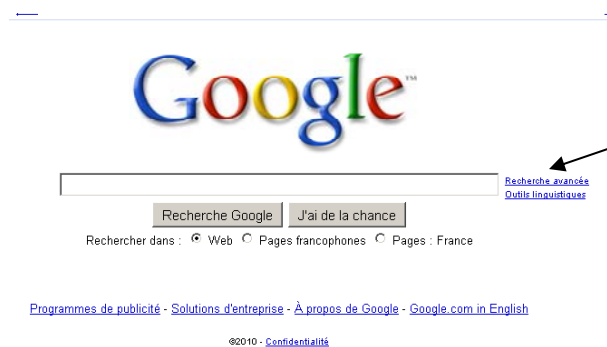 Google™
Recherche avancée
Outils linguistiques
Recherche Google J'ai de la chance
Rechercher dans : Web Pages francophones Pages : France
Programmes de publicité - Solutions d'entreprise - À propos de Google - Google.com in English
©2010 - Confidentialité